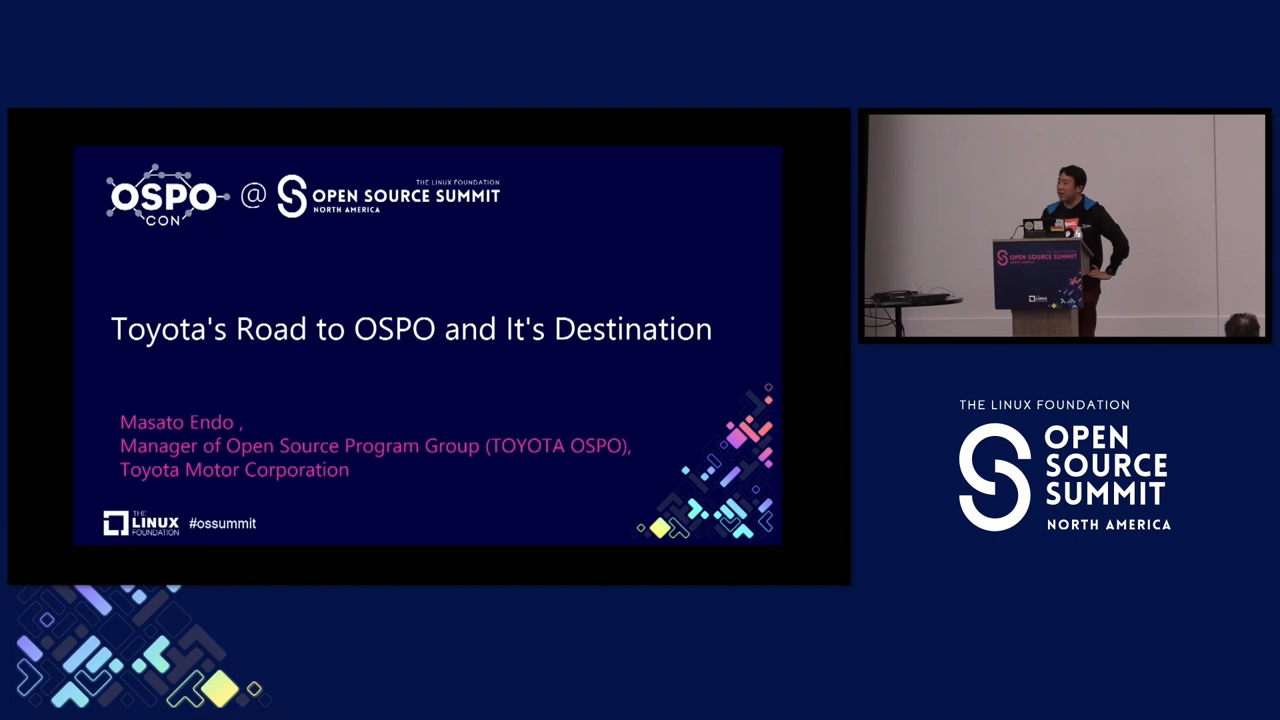 OSPO
CON
@
THE LINUX FOUNDATION
OPEN SOURCE SUMMIT
NORTH AMERICA
Toyota's Road to OSPO and It's Destination
Masato Endo ,
Manager of Open Source Program Group (TOYOTA OSPO),
Toyota Motor Corporation
THE
LINUX
FOUNDATION
#ossummit
OPEN SOURCE SUMMIT
LINUX
THE LINUX FOUNDATION
OPEN
SOURCE
SUMMIT
NORTH AMERICA